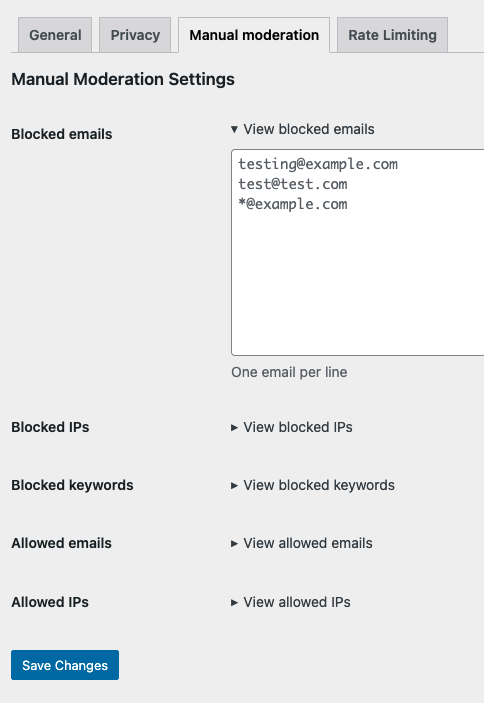 General Privacy Manual moderation Rate Limiting
Manual Moderation Settings
Blocked emails ▾ View blocked emails
testing@example.com
test@test.com
*@example.com
One email per line
Blocked IPs ▸ View blocked IPs
Blocked keywords ▸ View blocked keywords
Allowed emails ▸ View allowed emails
Allowed IPs ▸ View allowed IPs
Save Changes